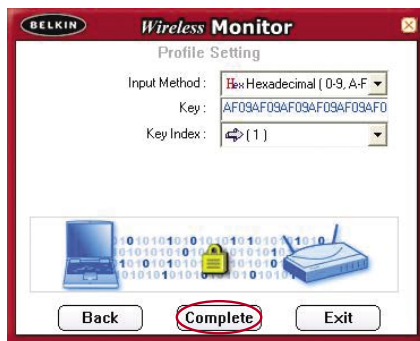 BELKIN Wireless Monitor
Profile Setting
Input Method : Hex Hexadecimal ( 0-9, A-F
Key : AF09AF09AF09AF09AF09AF0
Key Index : ( 1 )
Back Complete Exit